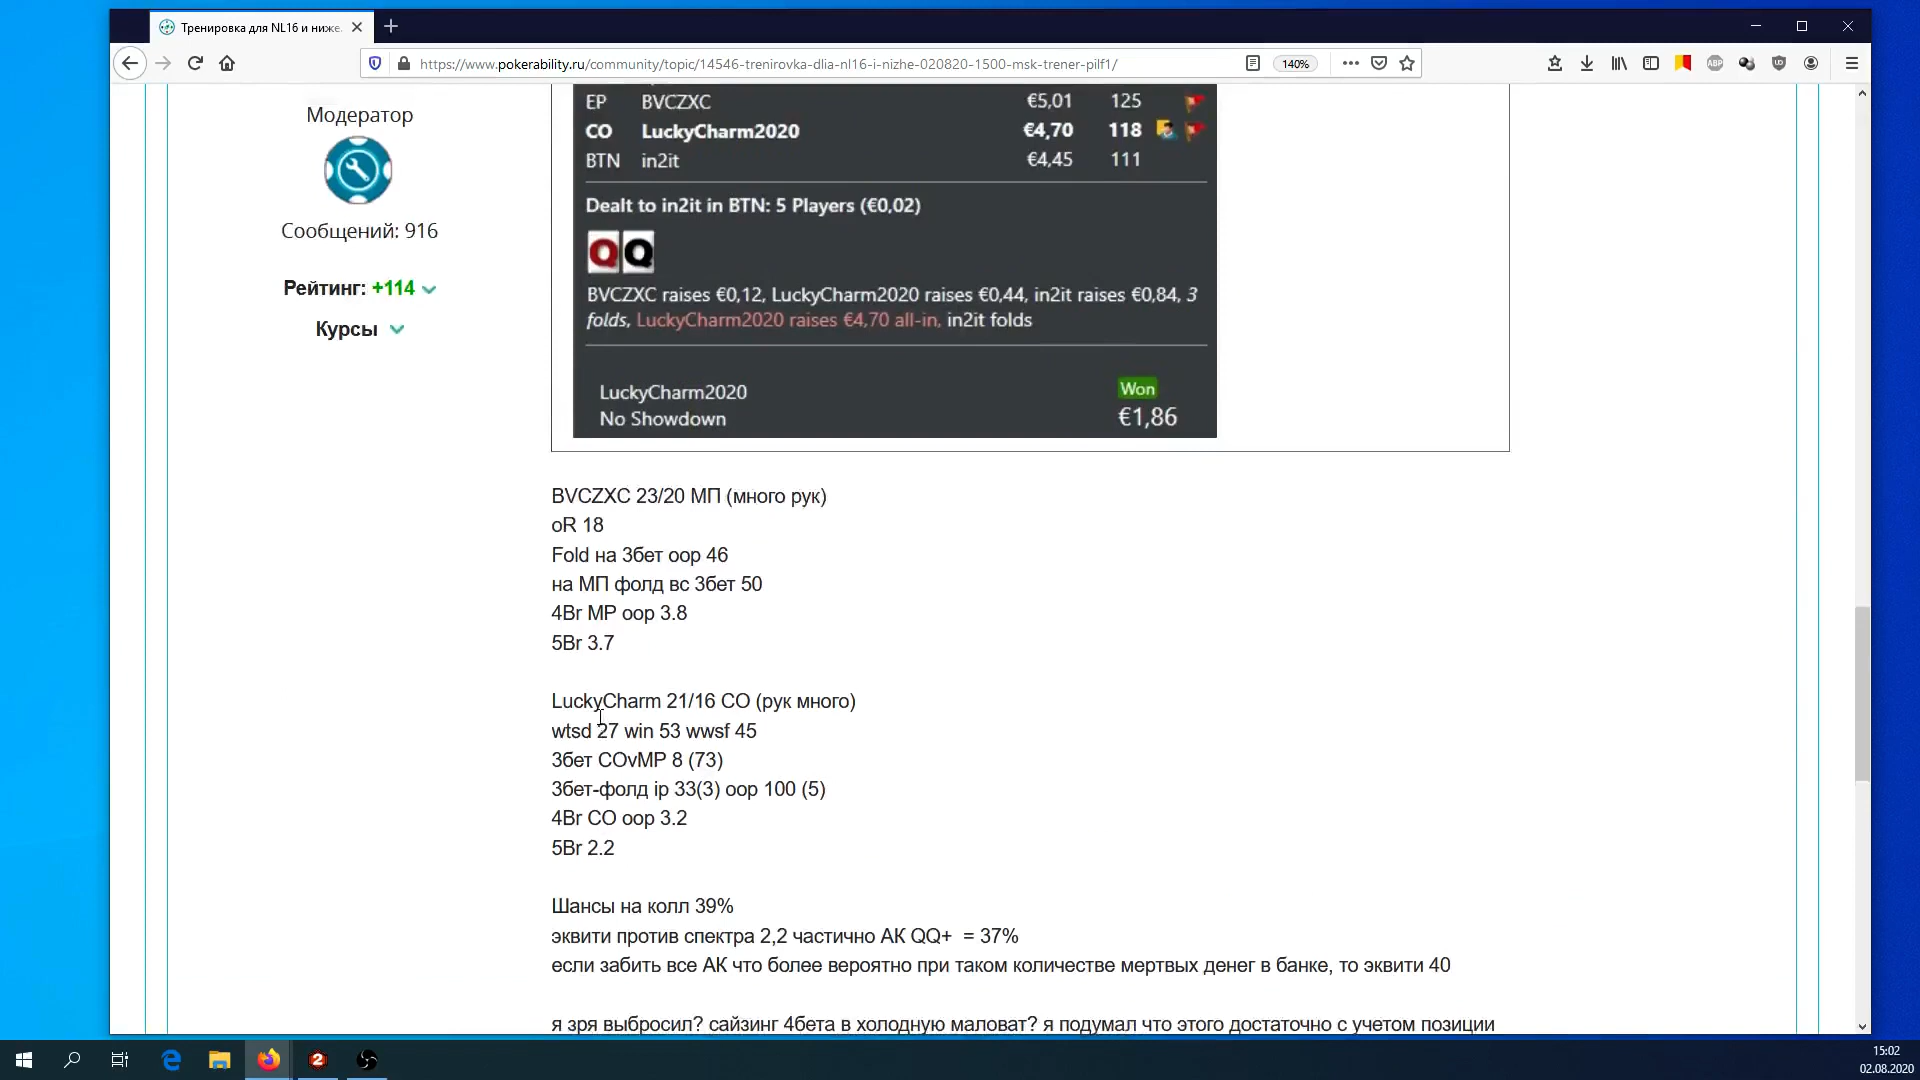 Тренировка для NL16 и ниже.
https://www.pokerability.ru/community/topic/14546-trenirovka-dlia-nl16-i-nizhe-020820-1500-msk-trener-pilf1/
140%
ABP
Модератор
Сообщений: 916
Рейтинг: +114
Курсы
EP BVCZXC €5,01 125
CO LuckyCharm2020 €4,70 118
BTN in2it €4,45 111
Dealt to in2it in BTN: 5 Players (€0,02)
Q Q
BVCZXC raises €0,12, LuckyCharm2020 raises €0,44, in2it raises €0,84, 3
folds, LuckyCharm2020 raises €4,70 all-in, in2it folds
LuckyCharm2020 Won
No Showdown €1,86
BVCZXC 23/20 МП (много рук)
oR 18
Fold на 3бет oop 46
на МП фолд вс 3бет 50
4Br MP oop 3.8
5Br 3.7
LuckyCharm 21/16 CO (рук много)
wtsd 27 win 53 wwsf 45
3бет COvMP 8 (73)
3бет-фолд ip 33(3) oop 100 (5)
4Br CO oop 3.2
5Br 2.2
Шансы на колл 39%
эквити против спектра 2,2 частично АК QQ+ = 37%
если забить все АК что более вероятно при таком количестве мертвых денег в банке, то эквити 40
я зря выбросил? сайзинг 4бета в холодную маловат? я подумал что этого достаточно с учетом позиции
15:02
02.08.2020